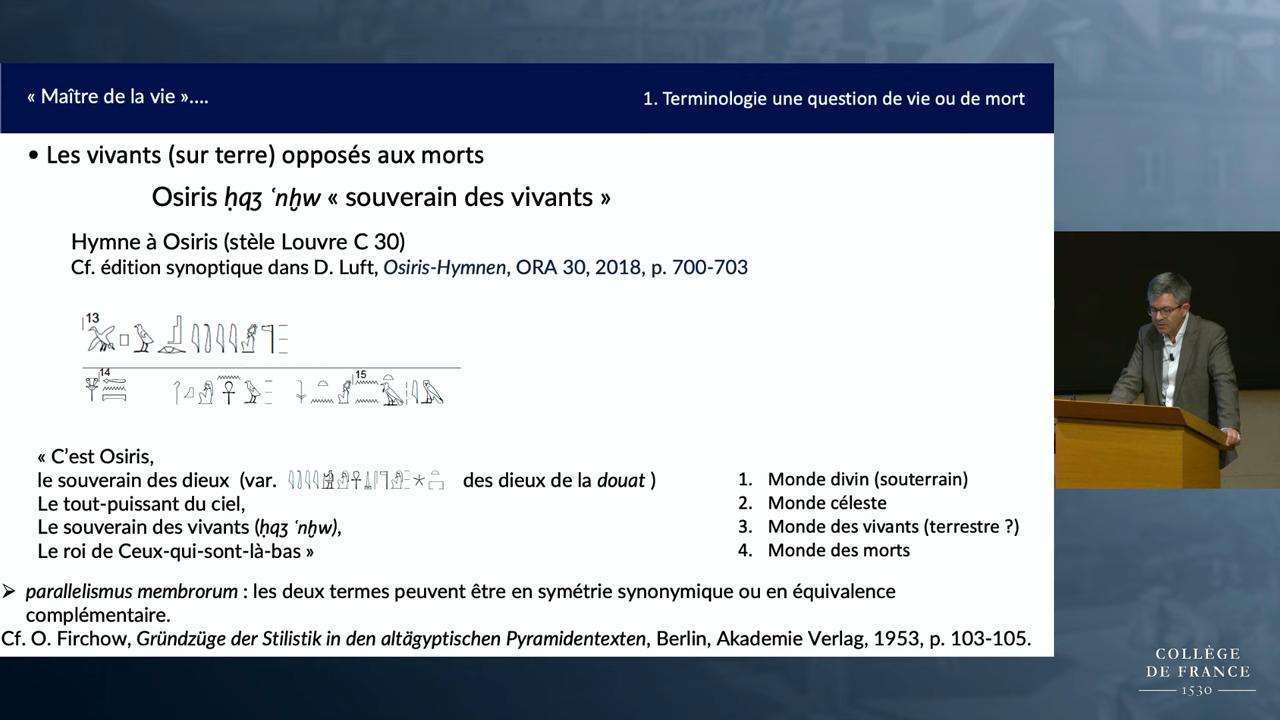 « Maître de la vie »....
1. Terminologie une question de vie ou de mort
• Les vivants (sur terre) opposés aux morts
Osiris ḥqȝ ʿnḫw « souverain des vivants »
Hymne à Osiris (stèle Louvre C 30)
Cf. édition synoptique dans D. Luft, Osiris-Hymnen, ORA 30, 2018, p. 700-703
13
14
15
« C’est Osiris,
le souverain des dieux (var. des dieux de la douat )
Le tout-puissant du ciel,
Le souverain des vivants (ḥqȝ ʿnḫw),
Le roi de Ceux-qui-sont-là-bas »
1. Monde divin (souterrain)
2. Monde céleste
3. Monde des vivants (terrestre ?)
4. Monde des morts
➢ parallelismus membrorum : les deux termes peuvent être en symétrie synonymique ou en équivalence
complémentaire.
Cf. O. Firchow, Gründzüge der Stilistik in den altägyptischen Pyramidentexten, Berlin, Akademie Verlag, 1953, p. 103-105.
COLLÈGE
DE FRANCE
1530